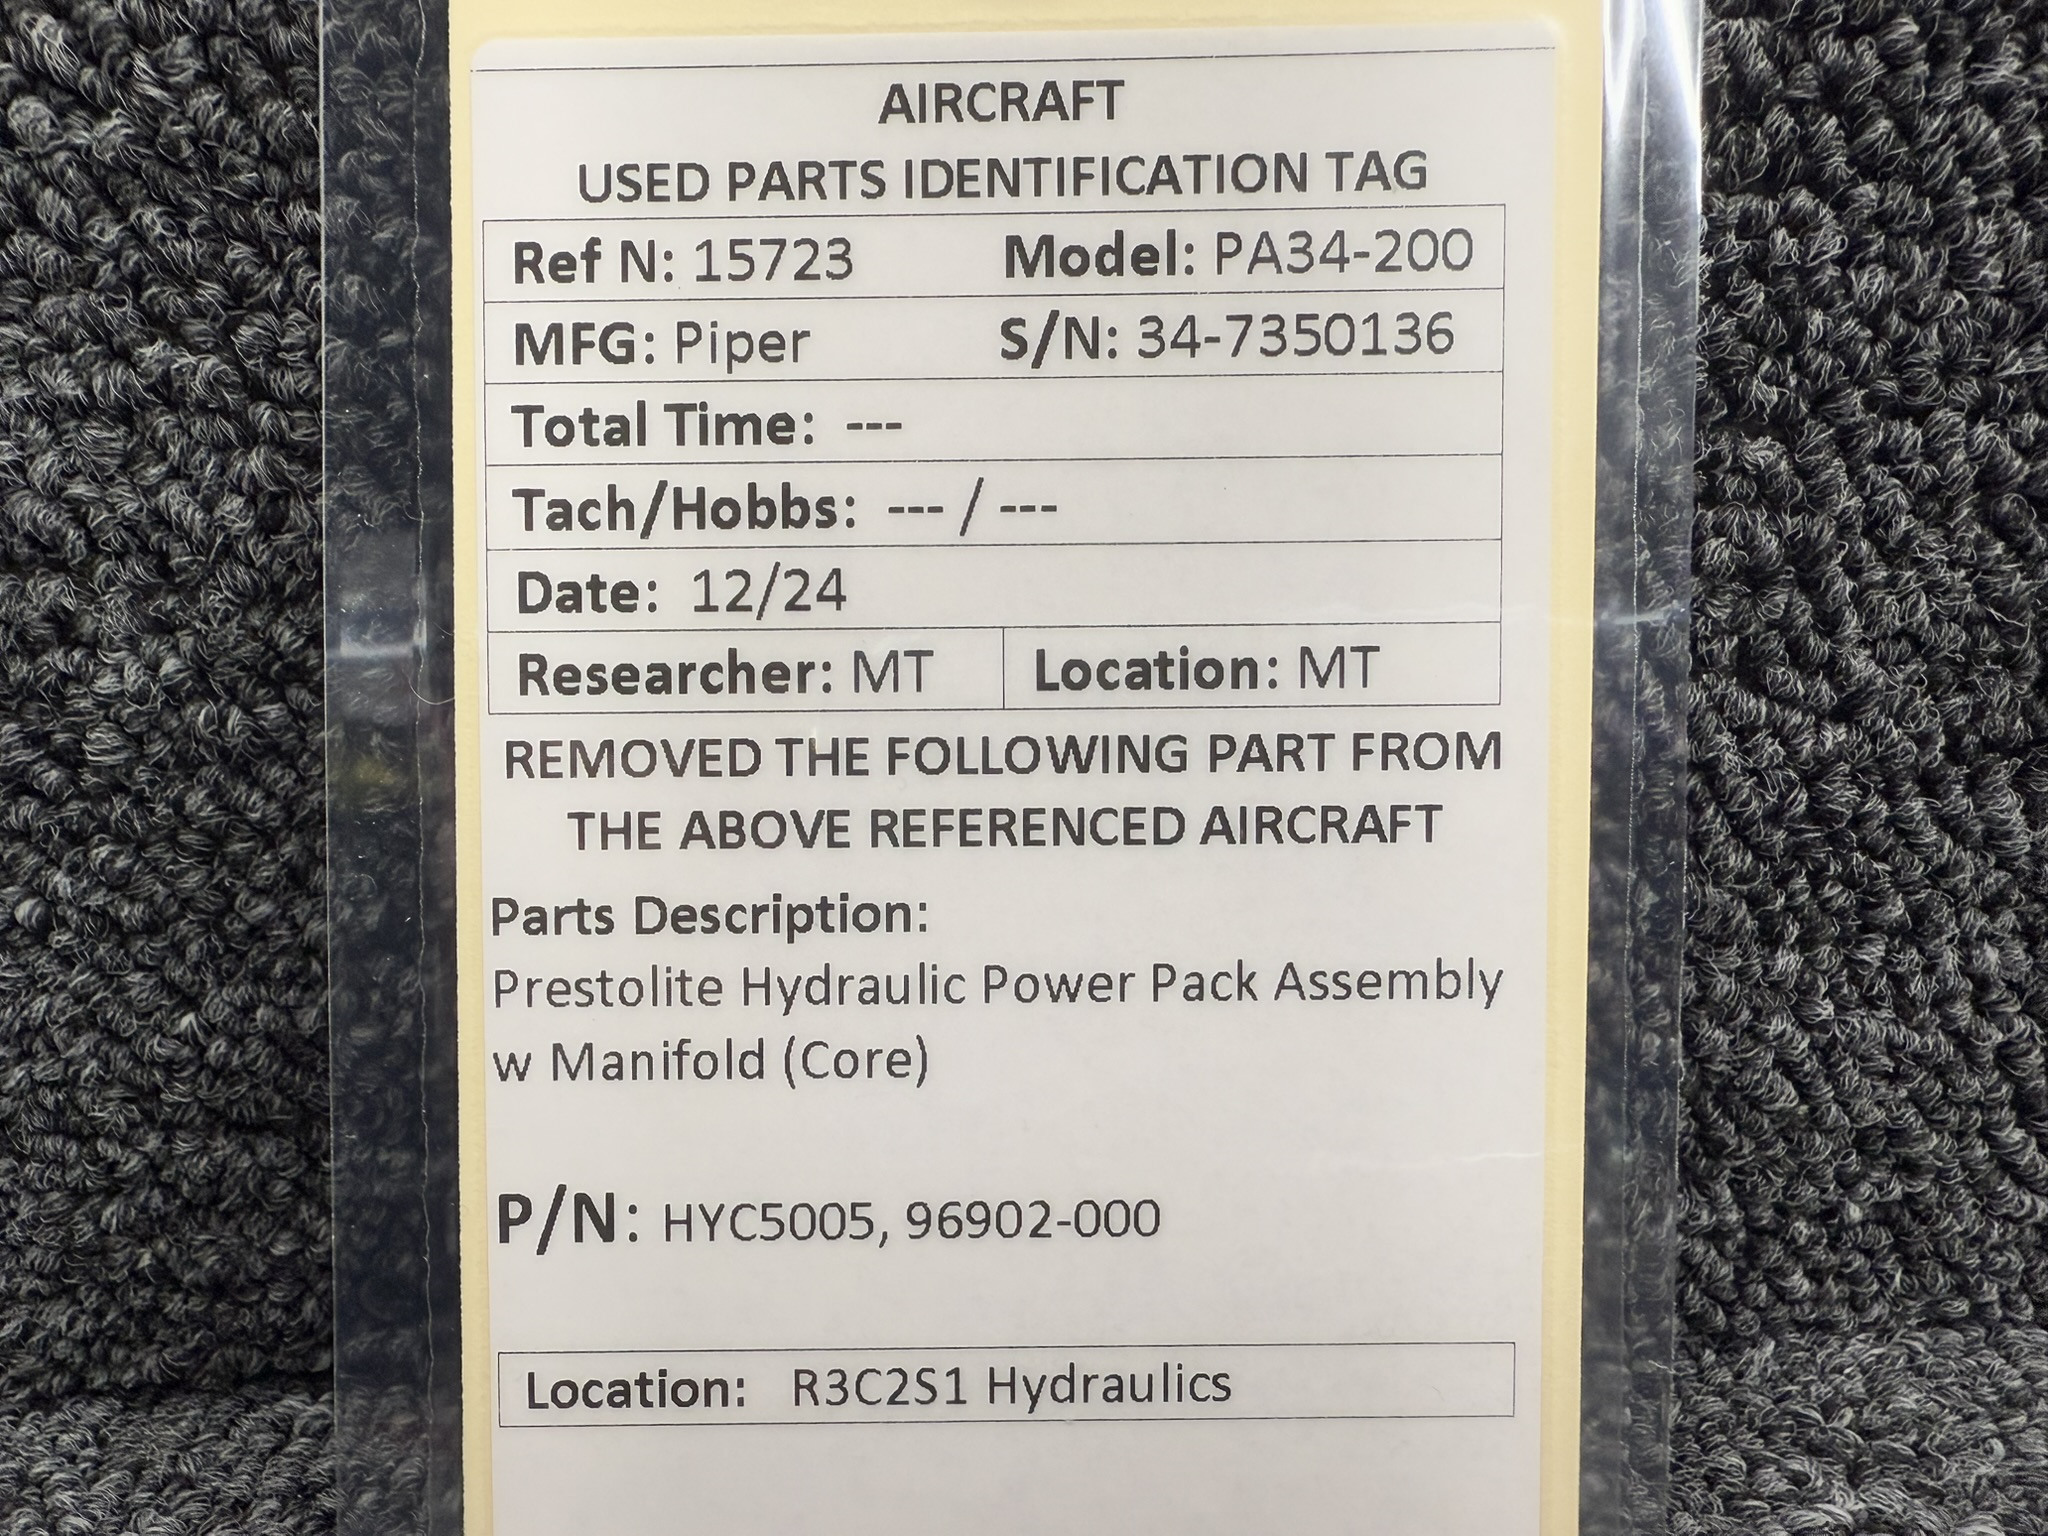 AIRCRAFT
USED PARTS IDENTIFICATION TAG
Ref N: 15723 Model: PA34-200
MFG: Piper S/N: 34-7350136
Total Time: ---
Tach/Hobbs: --- / ---
Date: 12/24
Researcher: MT Location: MT
REMOVED THE FOLLOWING PART FROM
THE ABOVE REFERENCED AIRCRAFT
Parts Description:
Prestolite Hydraulic Power Pack Assembly
w Manifold (Core)
P/N: HYC5005, 96902-000
Location: R3C2S1 Hydraulics